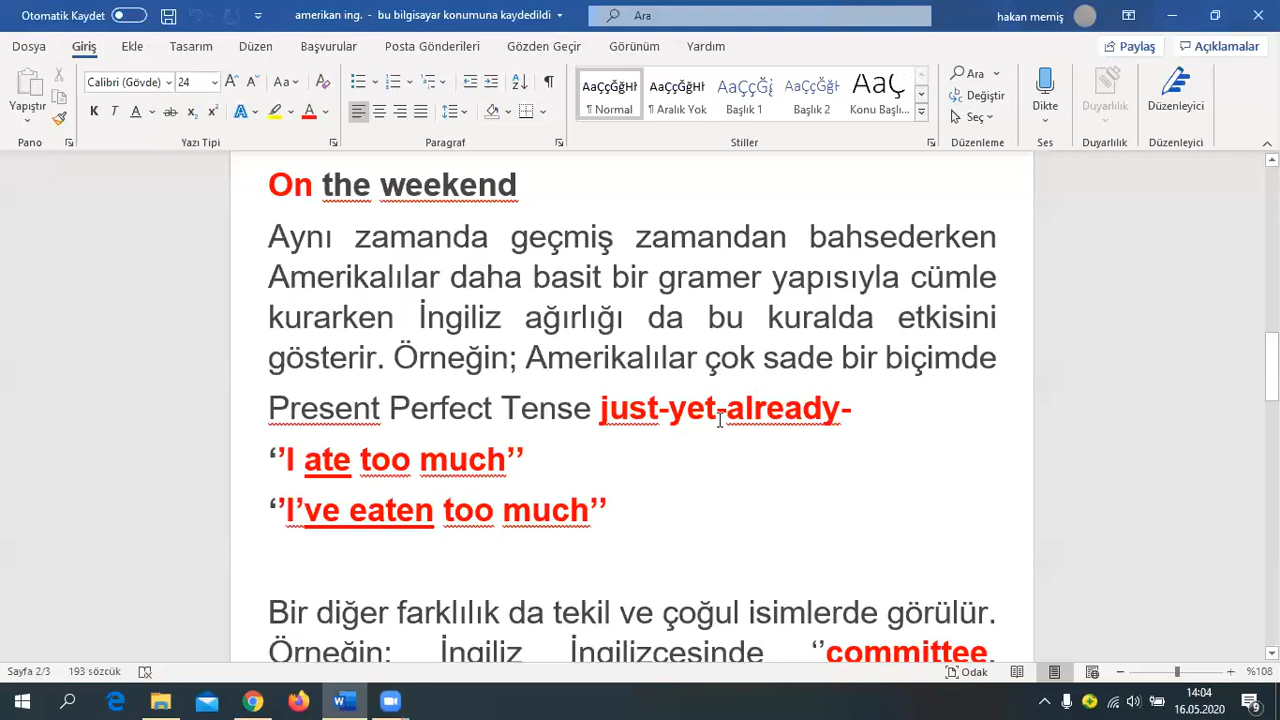 Otomatik Kaydet
amerikan ing. - bu bilgisayar konumuna kaydedildi
Ara
hakan memiş
Dosya Giriş Ekle Tasarım Düzen Başvurular Posta Gönderileri Gözden Geçir Görünüm Yardım
Paylaş Açıklamalar
Yapıştır
Calibri (Gövde) 24
AaÇçĞğH AaÇçĞğH AaÇçĞğ AaÇçĞğH AaÇ
¶ Normal ¶ Aralık Yok Başlık 1 Başlık 2 Konu Başlı...
Ara
Değiştir
Seç
Dikte Duyarlılık Düzenleyici
Pano Yazı Tipi Paragraf Stiller Düzenleme Ses Duyarlılık Düzenleyici
On the weekend
Aynı zamanda geçmiş zamandan bahsederken
Amerikalılar daha basit bir gramer yapısıyla cümle
kurarken İngiliz ağırlığı da bu kuralda etkisini
gösterir. Örneğin; Amerikalılar çok sade bir biçimde
Present Perfect Tense just-yet-already-
‘’I ate too much’’
‘’I’ve eaten too much’’
Bir diğer farklılık da tekil ve çoğul isimlerde görülür.
Örneğin; İngiliz İngilizcesinde ‘’committee,
Sayfa 2/3 193 sözcük
Odak
%108
14:04
16.05.2020
9